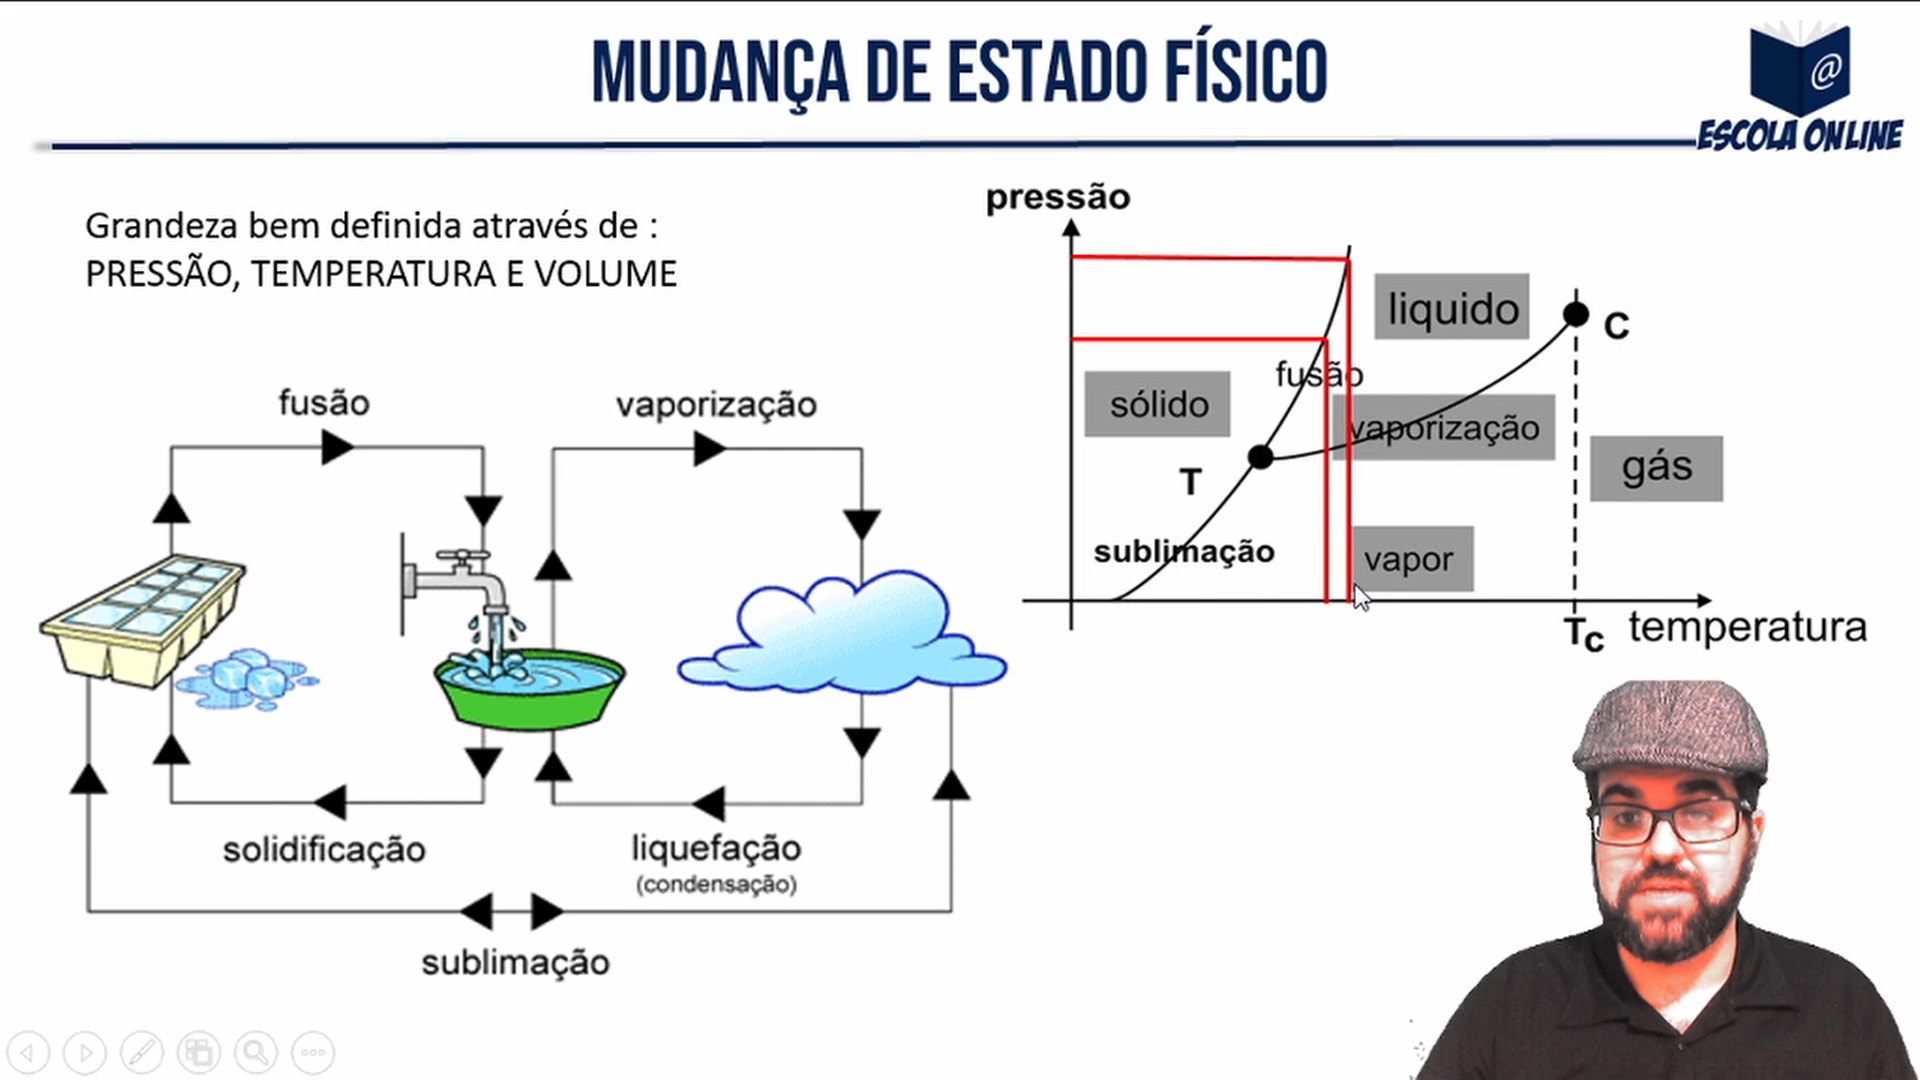 MUDANÇA DE ESTADO FÍSICO
@
ESCOLA ONLINE
Grandeza bem definida através de :
PRESSÃO, TEMPERATURA E VOLUME
pressão
liquido
C
fusão
sólido
vaporização
T
gás
sublimação
vapor
Tc
temperatura
fusão
vaporização
solidificação
liquefação
(condensação)
sublimação